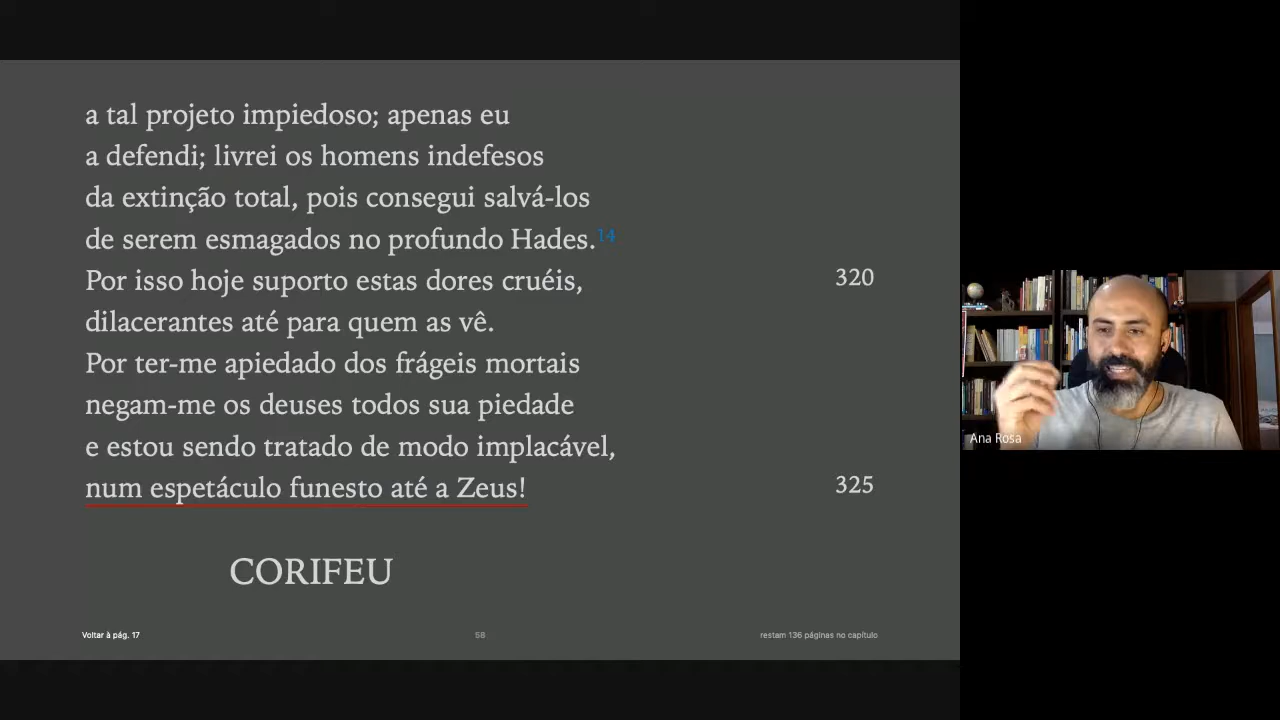 a tal projeto impiedoso; apenas eu
a defendi; livrei os homens indefesos
da extinção total, pois consegui salvá-los
de serem esmagados no profundo Hades.14
Por isso hoje suporto estas dores cruéis, 320
dilacerantes até para quem as vê.
Por ter-me apiedado dos frágeis mortais
negam-me os deuses todos sua piedade
e estou sendo tratado de modo implacável,
num espetáculo funesto até a Zeus! 325
CORIFEU
Voltar à pág. 17 58 restam 136 páginas no capítulo
Ana Rosa